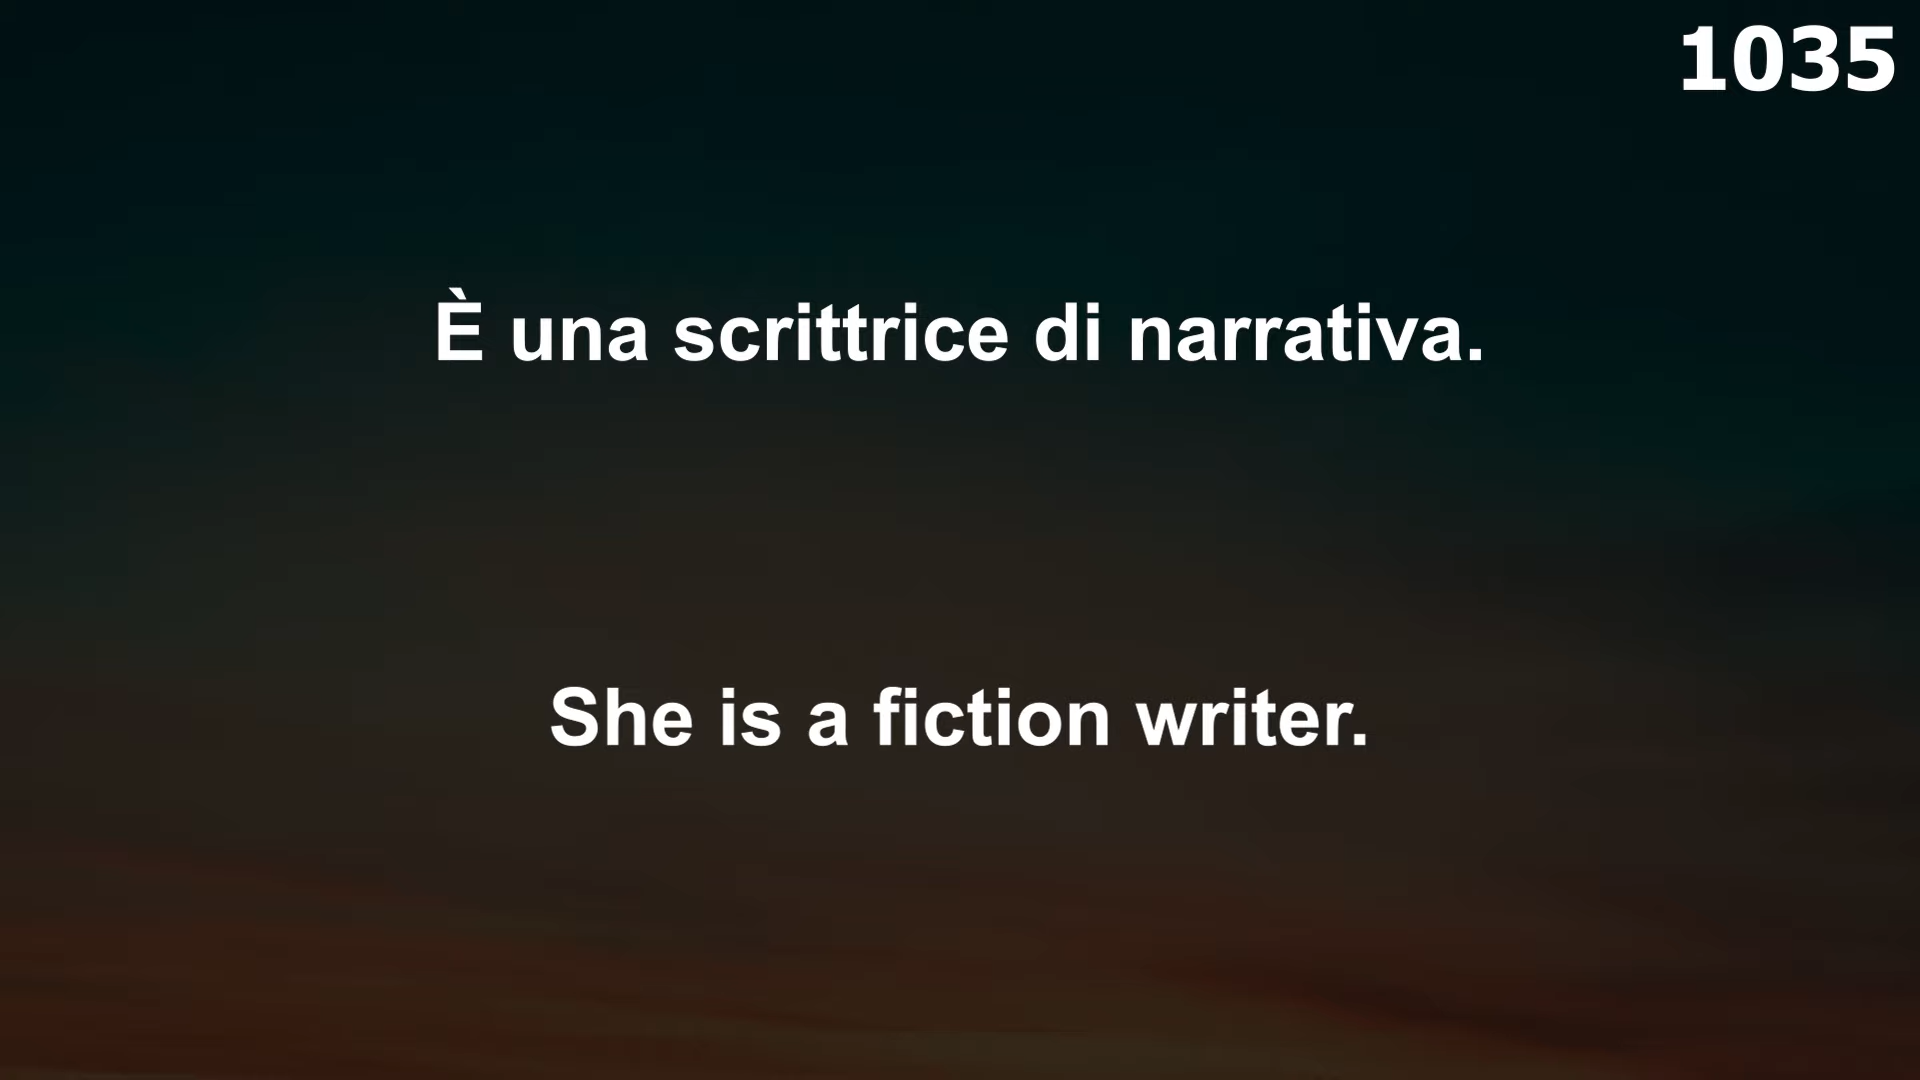 1035
È una scrittrice di narrativa.
She is a fiction writer.